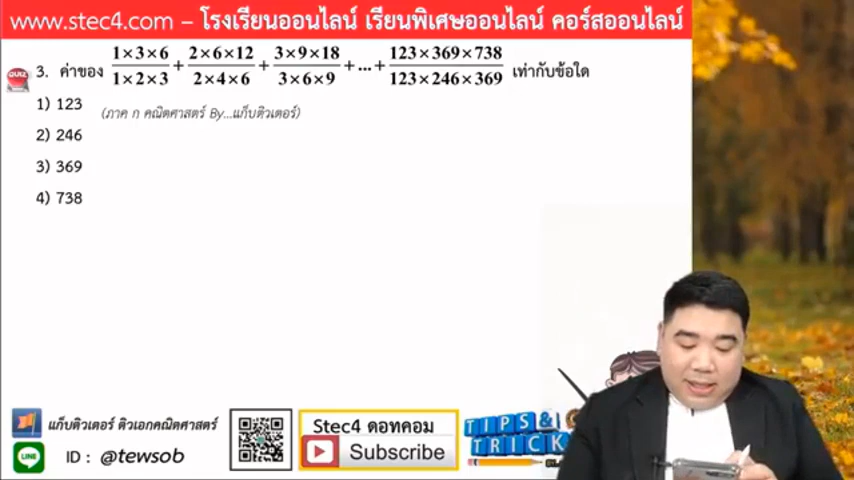 www.stec4.com – โรงเรียนออนไลน์ เรียนพิเศษออนไลน์ คอร์สออนไลน์
QUIZ
3. ค่าของ 1×3×6/1×2×3 + 2×6×12/2×4×6 + 3×9×18/3×6×9 + ... + 123×369×738/123×246×369 เท่ากับข้อใด
1) 123
(ภาค ก คณิตศาสตร์ By...แก็บติวเตอร์)
2) 246
3) 369
4) 738
แก็บติวเตอร์ ติวเอกคณิตศาสตร์
LINE
ID : @tewsob
Stec4 ดอทคอม
Subscribe
TIPS &
TRICK